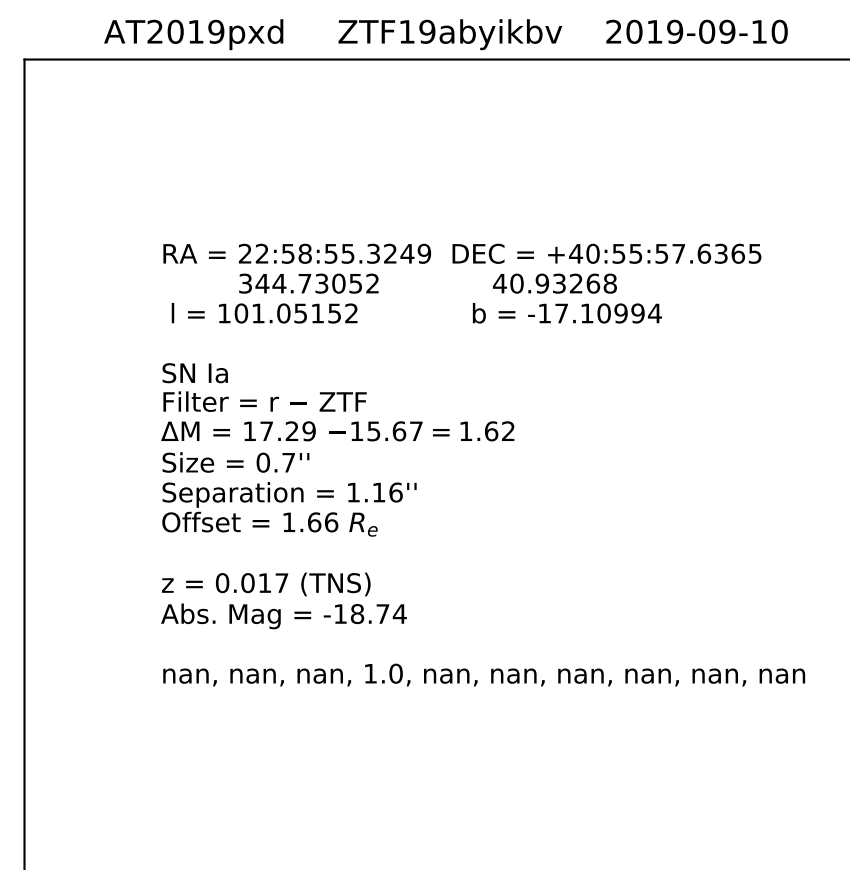 AT2019pxd ZTF19abyikbv 2019-09-10
RA = 22:58:55.3249 DEC = +40:55:57.6365
344.73052 40.93268
l = 101.05152 b = -17.10994
SN Ia
Filter = r − ZTF
ΔM = 17.29 −15.67 = 1.62
Size = 0.7''
Separation = 1.16''
Offset = 1.66 Re
z = 0.017 (TNS)
Abs. Mag = -18.74
nan, nan, nan, 1.0, nan, nan, nan, nan, nan, nan